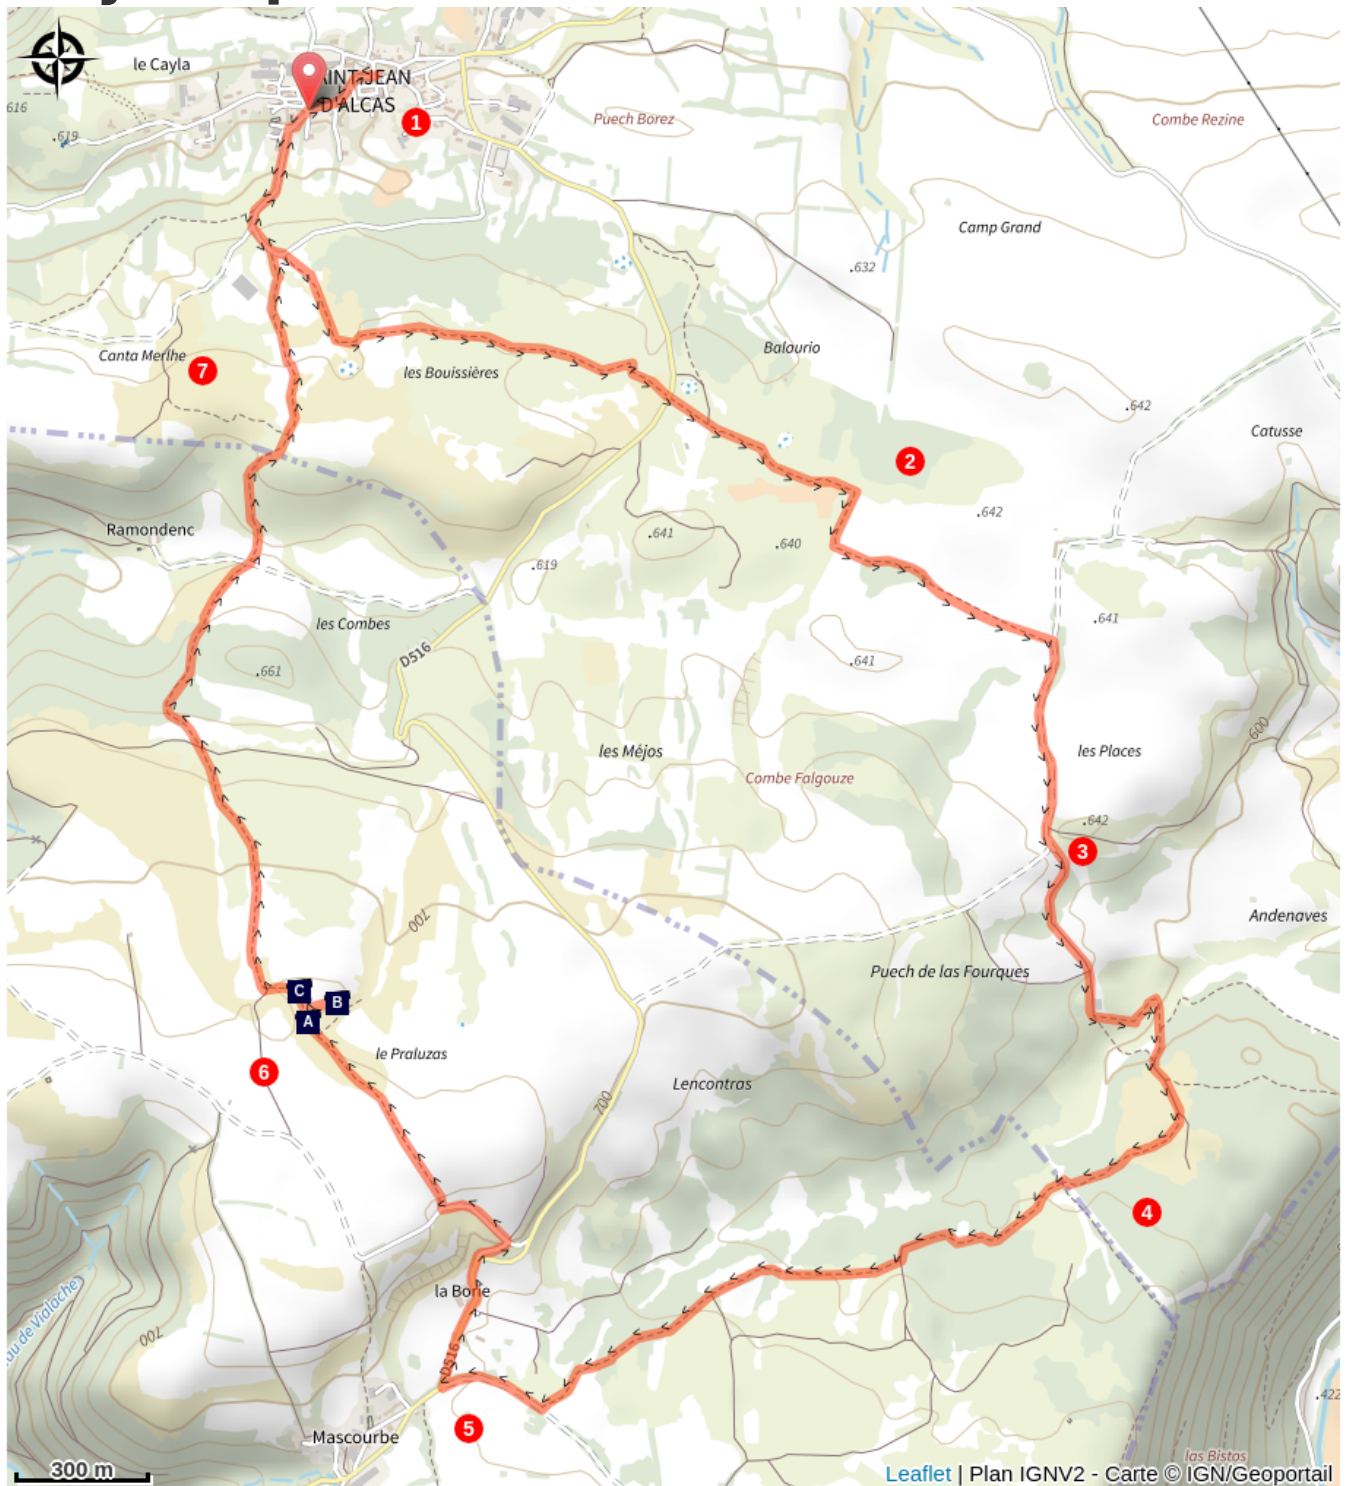 le Cayla
SAINT-JEAN
D'ALCAS
616
.619
1
Puech Borez
Combe Rezine
Camp Grand
.632
Canta Merlhe
7
les Bouissières
Balaurio
.642
Catusse
2
.642
Ramondenc
.641
.640
.619
les Combes
.641
D516
.661
.641
les Méjos
Combe Falgouze
les Places
600
.642
3
700
Andenaves
Puech de las Fourques
C
B
A
le Praluzas
6
Lencontras
700
4
la Borie
au de Vialache
700
D516
.422
5
Mascourbe
las Bistos
300 m
Leaflet | Plan IGNV2 - Carte © IGN/Geoportail